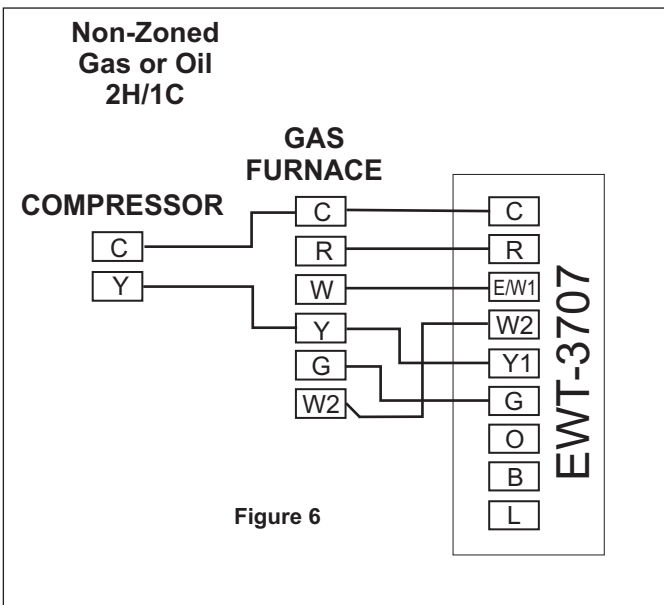 Non-Zoned
Gas or Oil
2H/1C
GAS
FURNACE
COMPRESSOR
C
Y
C
R
W
Y
G
W2
C
R
E/W1
W2
Y1
G
O
B
L
EWT-3707
Figure 6